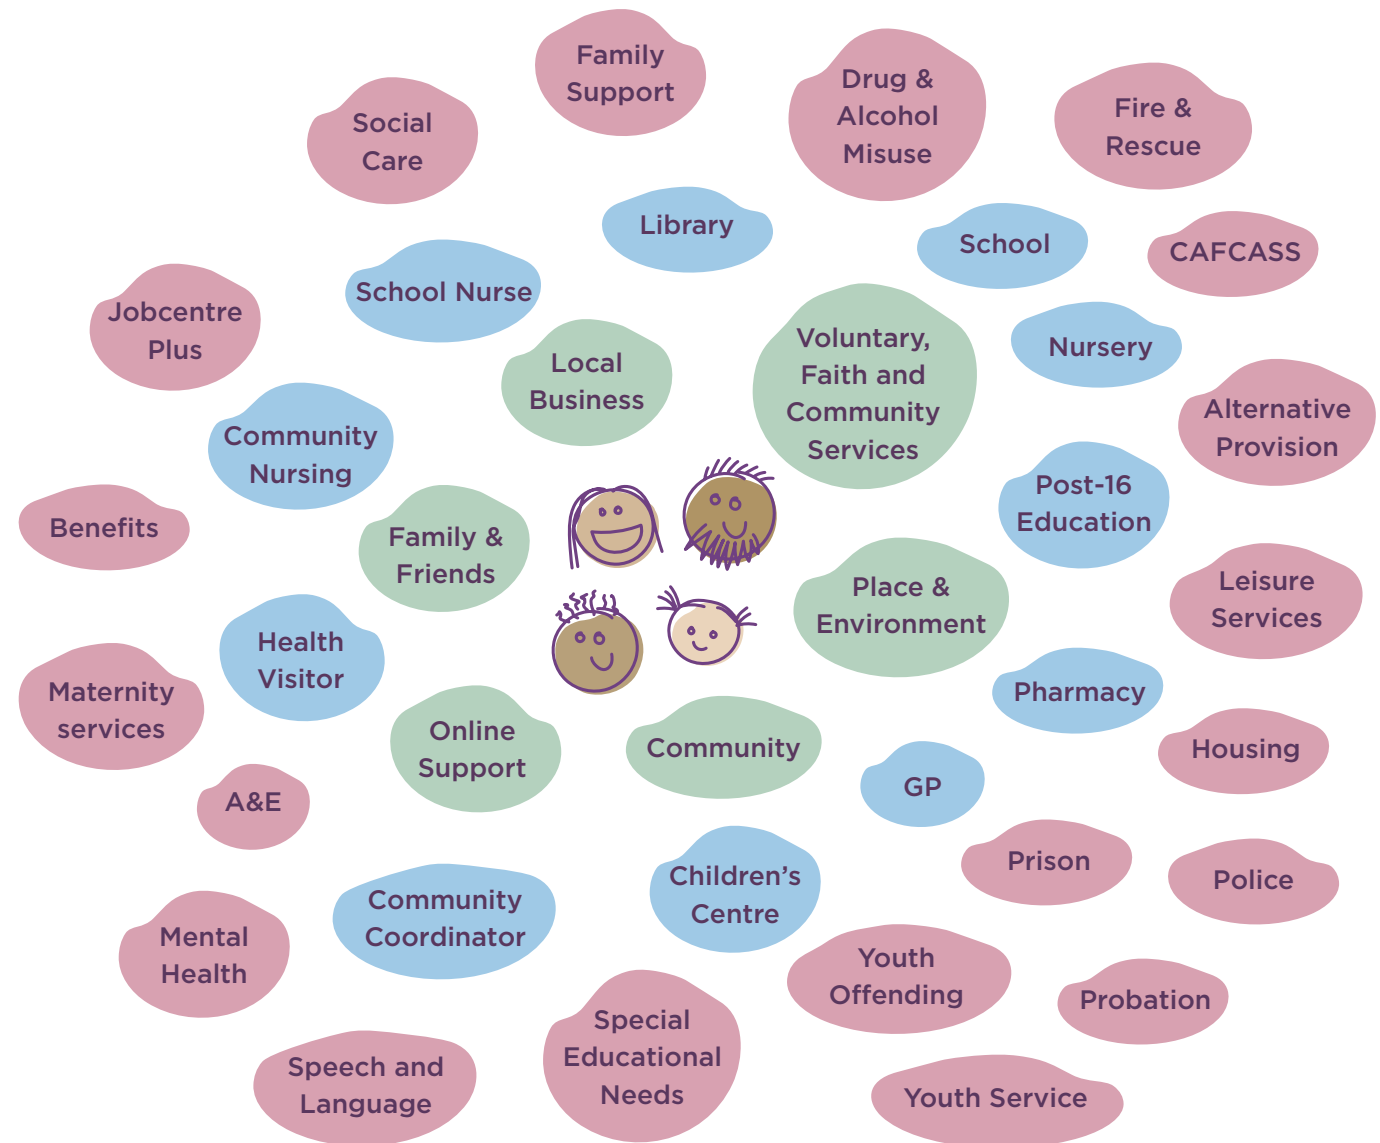 Family
Support
Drug &
Alcohol
Misuse
Fire &
Rescue
Social
Care
Library
School
CAFCASS
School Nurse
Jobcentre
Plus
Local
Business
Voluntary,
Faith and
Community
Services
Nursery
Community
Nursing
Alternative
Provision
Benefits
Family &
Friends
Post-16
Education
Place &
Environment
Leisure
Services
Health
Visitor
Maternity
services
Online
Support
Community
Pharmacy
Housing
A&E
GP
Prison
Police
Community
Coordinator
Children’s
Centre
Mental
Health
Youth
Offending
Probation
Speech and
Language
Special
Educational
Needs
Youth Service